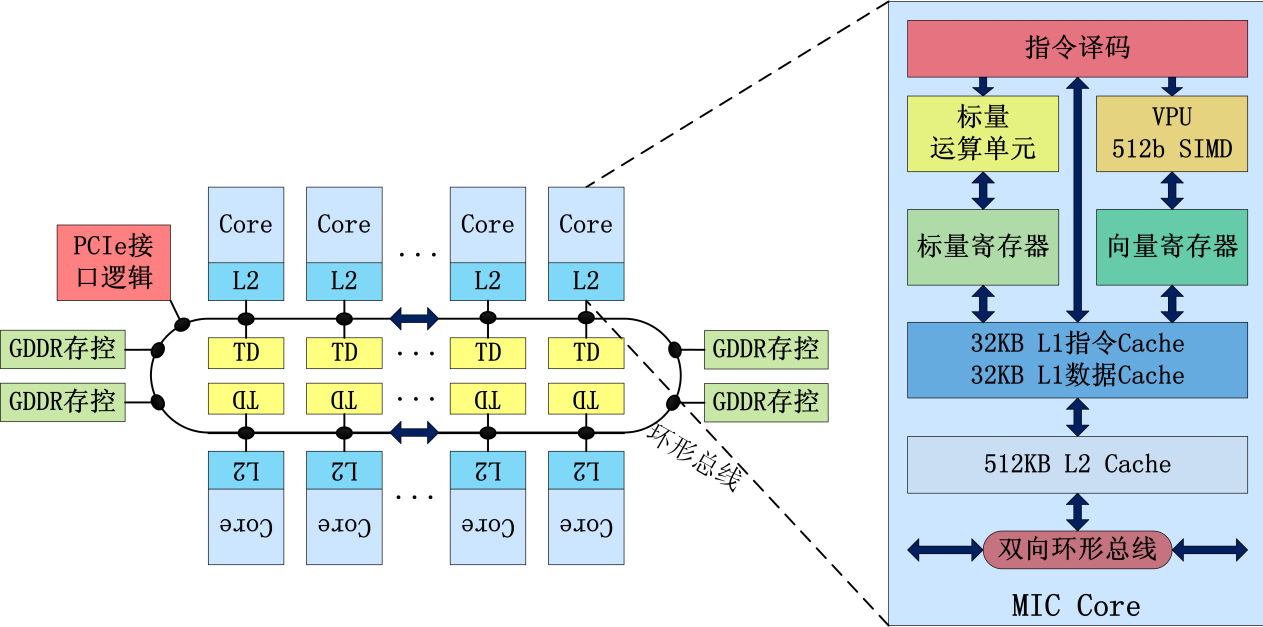 Core
Core
...
Core
Core
PCIe接
口逻辑
L2
L2
L2
L2
GDDR存控
TD
TD
...
TD
TD
GDDR存控
GDDR存控
TD
TD
...
TD
TD
GDDR存控
环形总线
L2
L2
L2
L2
...
Core
Core
Core
Core
指令译码
标量
运算单元
VPU
512b SIMD
标量寄存器
向量寄存器
32KB L1指令Cache
32KB L1数据Cache
512KB L2 Cache
双向环形总线
MIC Core